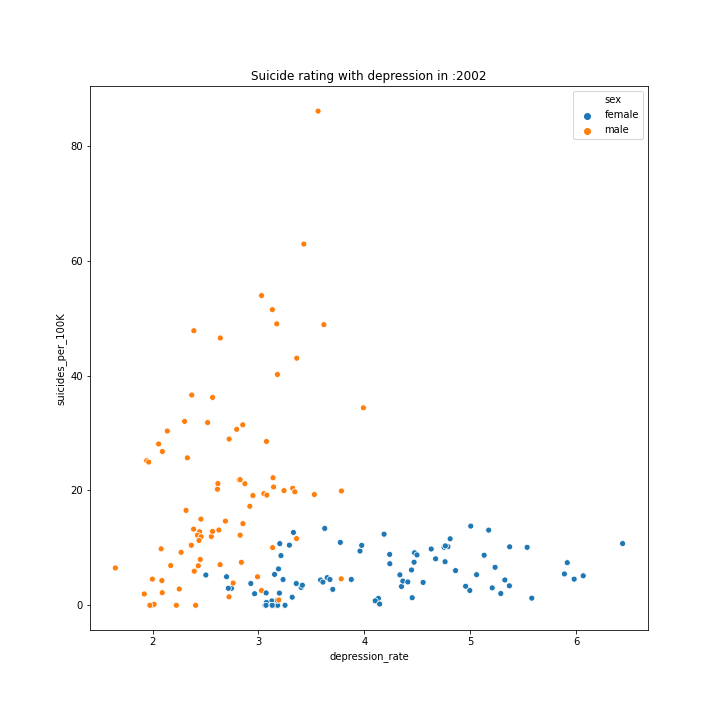 Suicide rating with depression in :2002
sex
female
male
80
60
40
20
0
suicides_per_100K
2 3 4 5 6
depression_rate